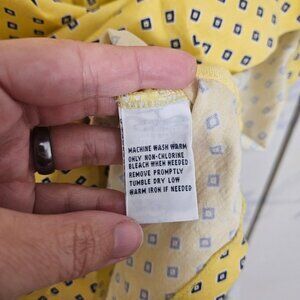 MACHINE WASH WARM
ONLY NON-CHLORINE
BLEACH WHEN NEEDED
REMOVE PROMPTLY
TUMBLE DRY LOW
WARM IRON IF NEEDED